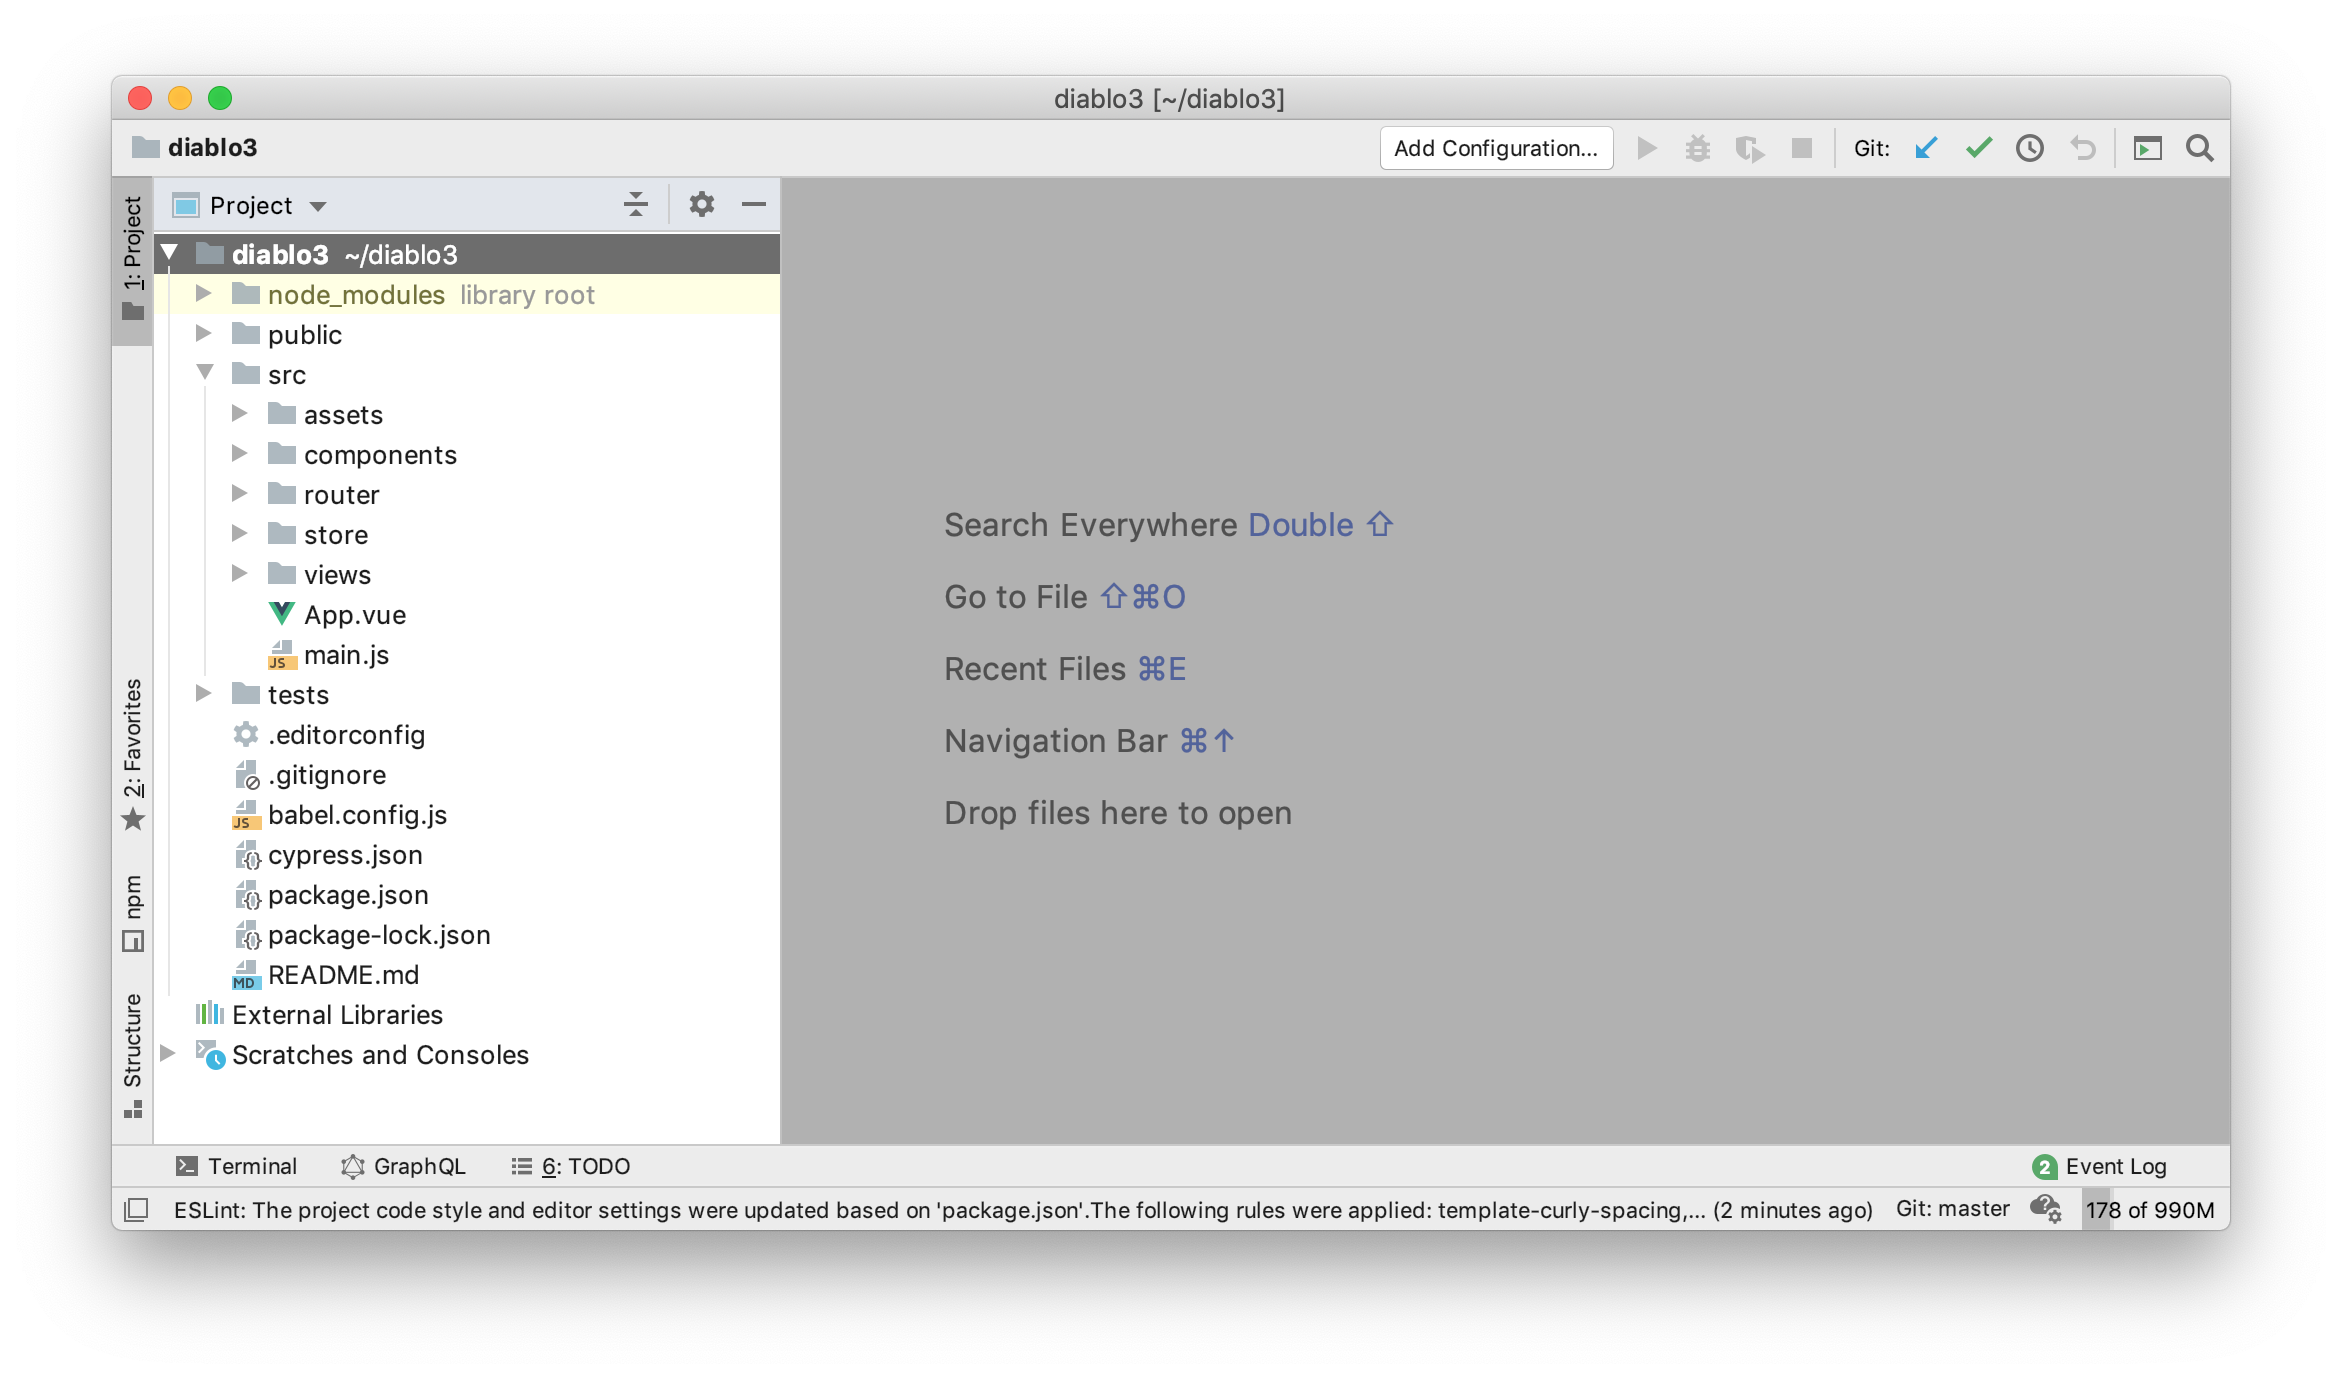 diablo3 [~/diablo3]
diablo3
Add Configuration...
Git:
1: Project
Project
diablo3 ~/diablo3
node_modules library root
public
src
assets
components
router
store
views
App.vue
JS main.js
tests
.editorconfig
.gitignore
JS babel.config.js
cypress.json
package.json
package-lock.json
MD README.md
External Libraries
Scratches and Consoles
2: Favorites
npm
Structure
Search Everywhere Double ⇧
Go to File ⇧⌘O
Recent Files ⌘E
Navigation Bar ⌘↑
Drop files here to open
Terminal
GraphQL
6: TODO
2 Event Log
ESLint: The project code style and editor settings were updated based on 'package.json'.The following rules were applied: template-curly-spacing,... (2 minutes ago)
Git: master
178 of 990M